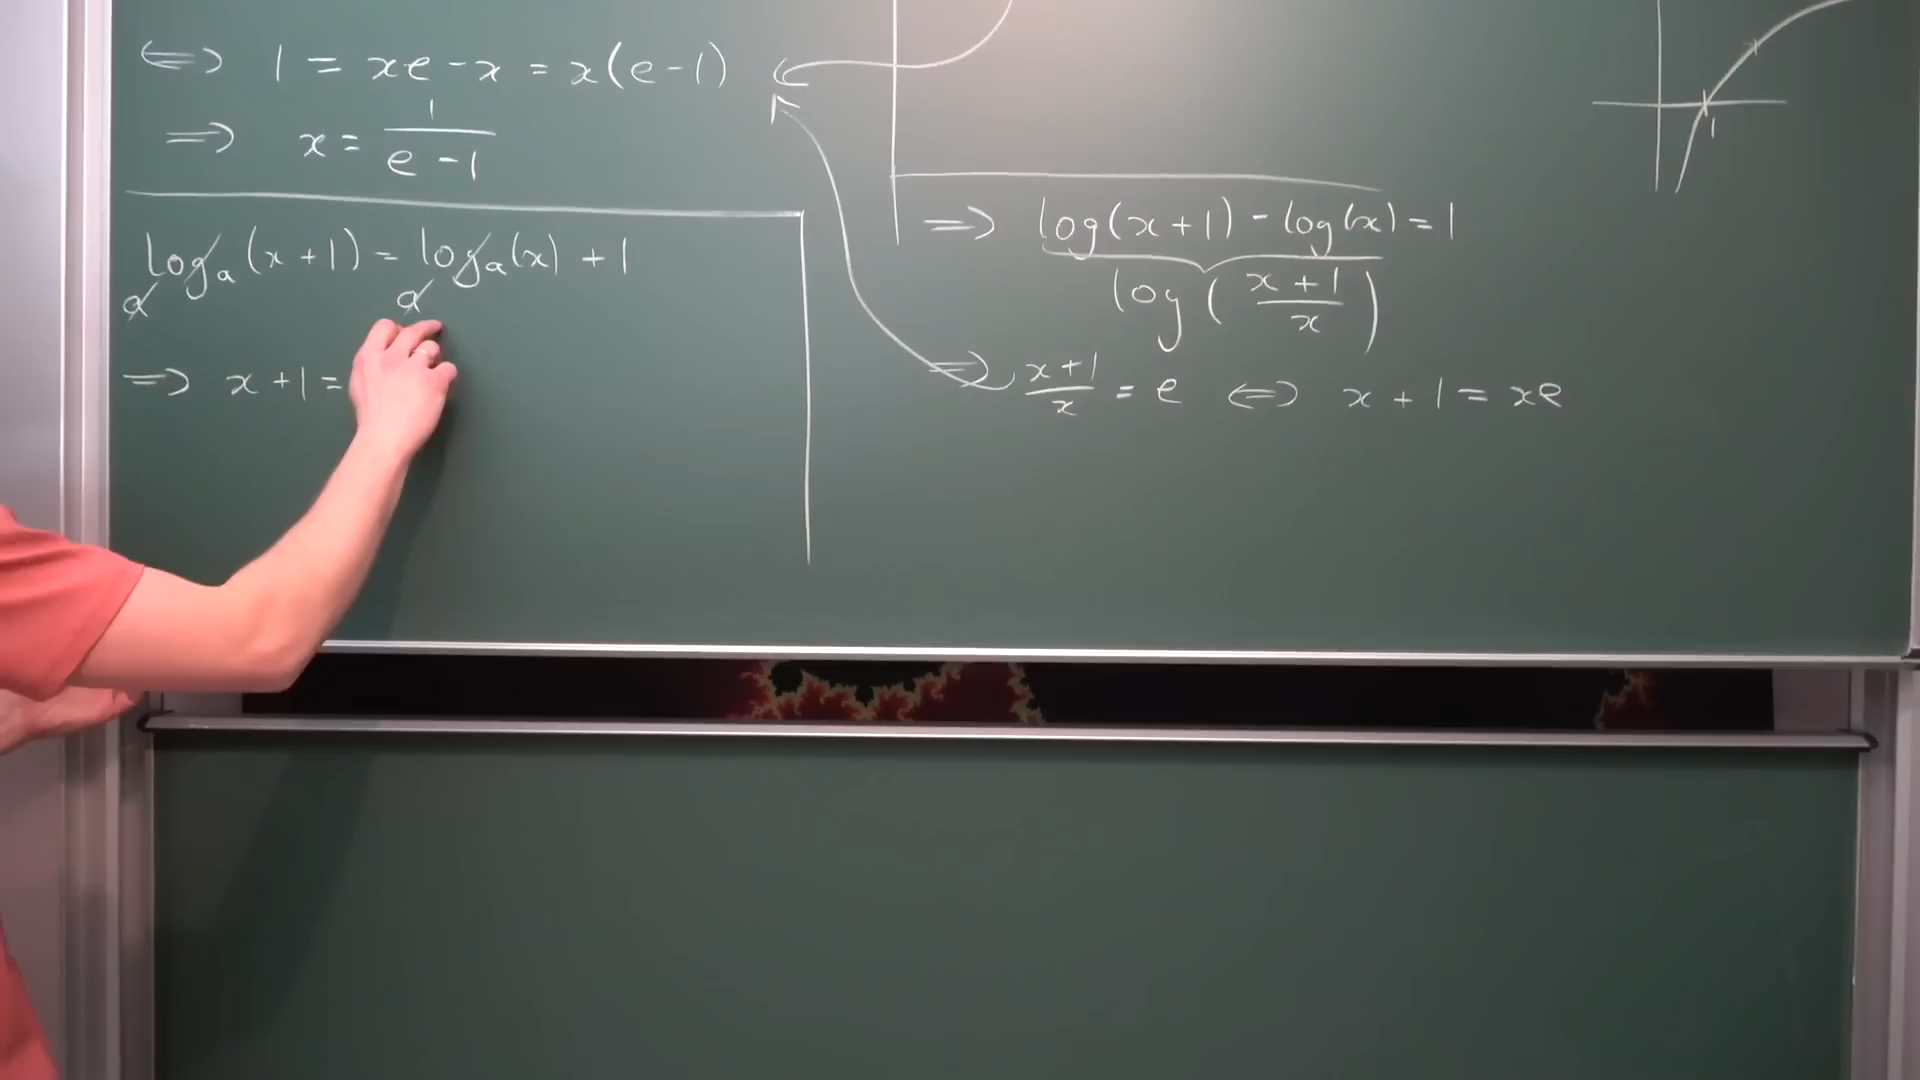 ⇐⇒ 1 = xe - x = x(e-1)
⇒ x = 1/(e-1)
log_a(x+1) = log_a(x) + 1
a a
⇒ x+1 =
1
⇒ log(x+1) - log(x) = 1
log((x+1)/x)
⇒ (x+1)/x = e ⇐⇒ x + 1 = xe